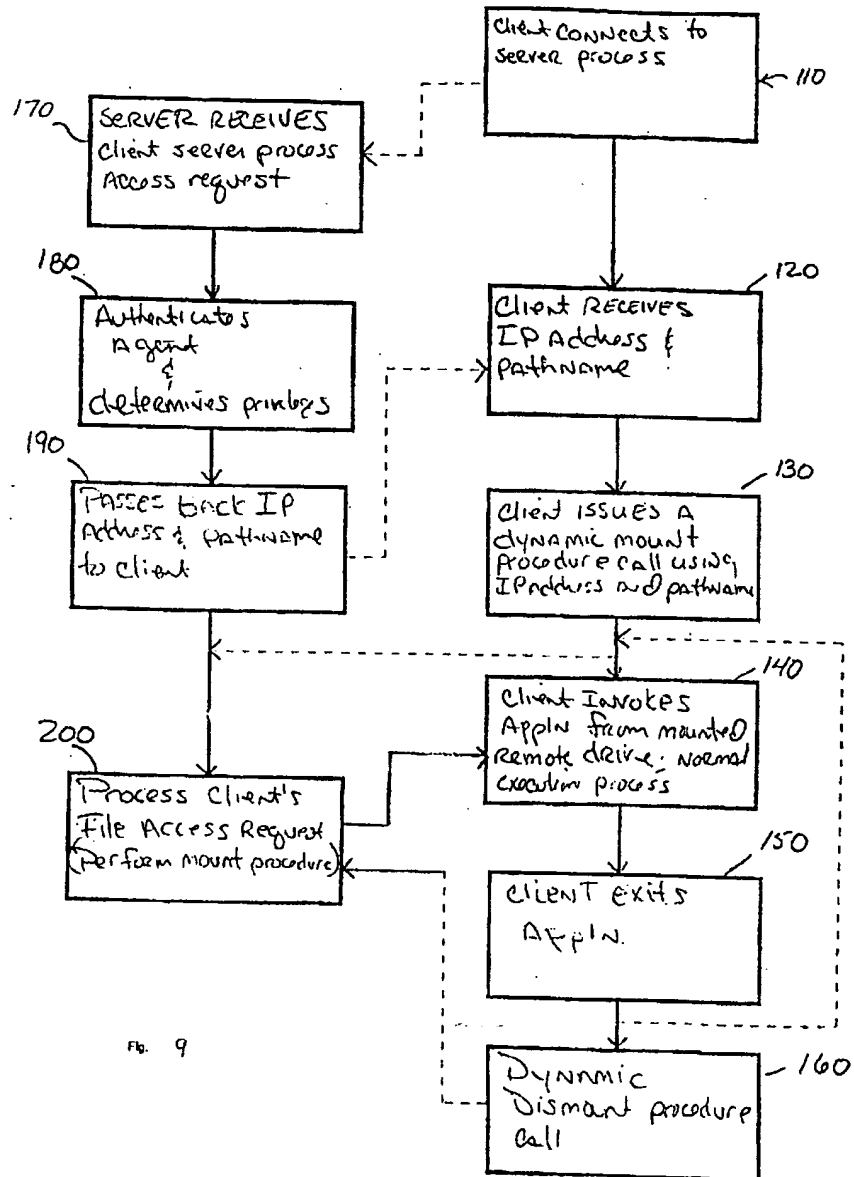 Client Connects to
server process
110
170
SERVER RECEIVES
Client server process
Access request
180
Authenticates
Agent
&
determines privileges
190
PASSES back IP
Address & pathname
to client
120
Client RECEIVES
IP Address &
pathname
130
Client ISSUES A
dynamic mount
procedure call using
IP address and pathname
140
Client Invokes
Appln from mounted
Remote drive; Normal
execution process
200
Process Client's
File Access Request
(Perform mount procedure)
150
CLIENT EXITS
Appln.
160
Dynamic
Dismant procedure
call
FIG. 9